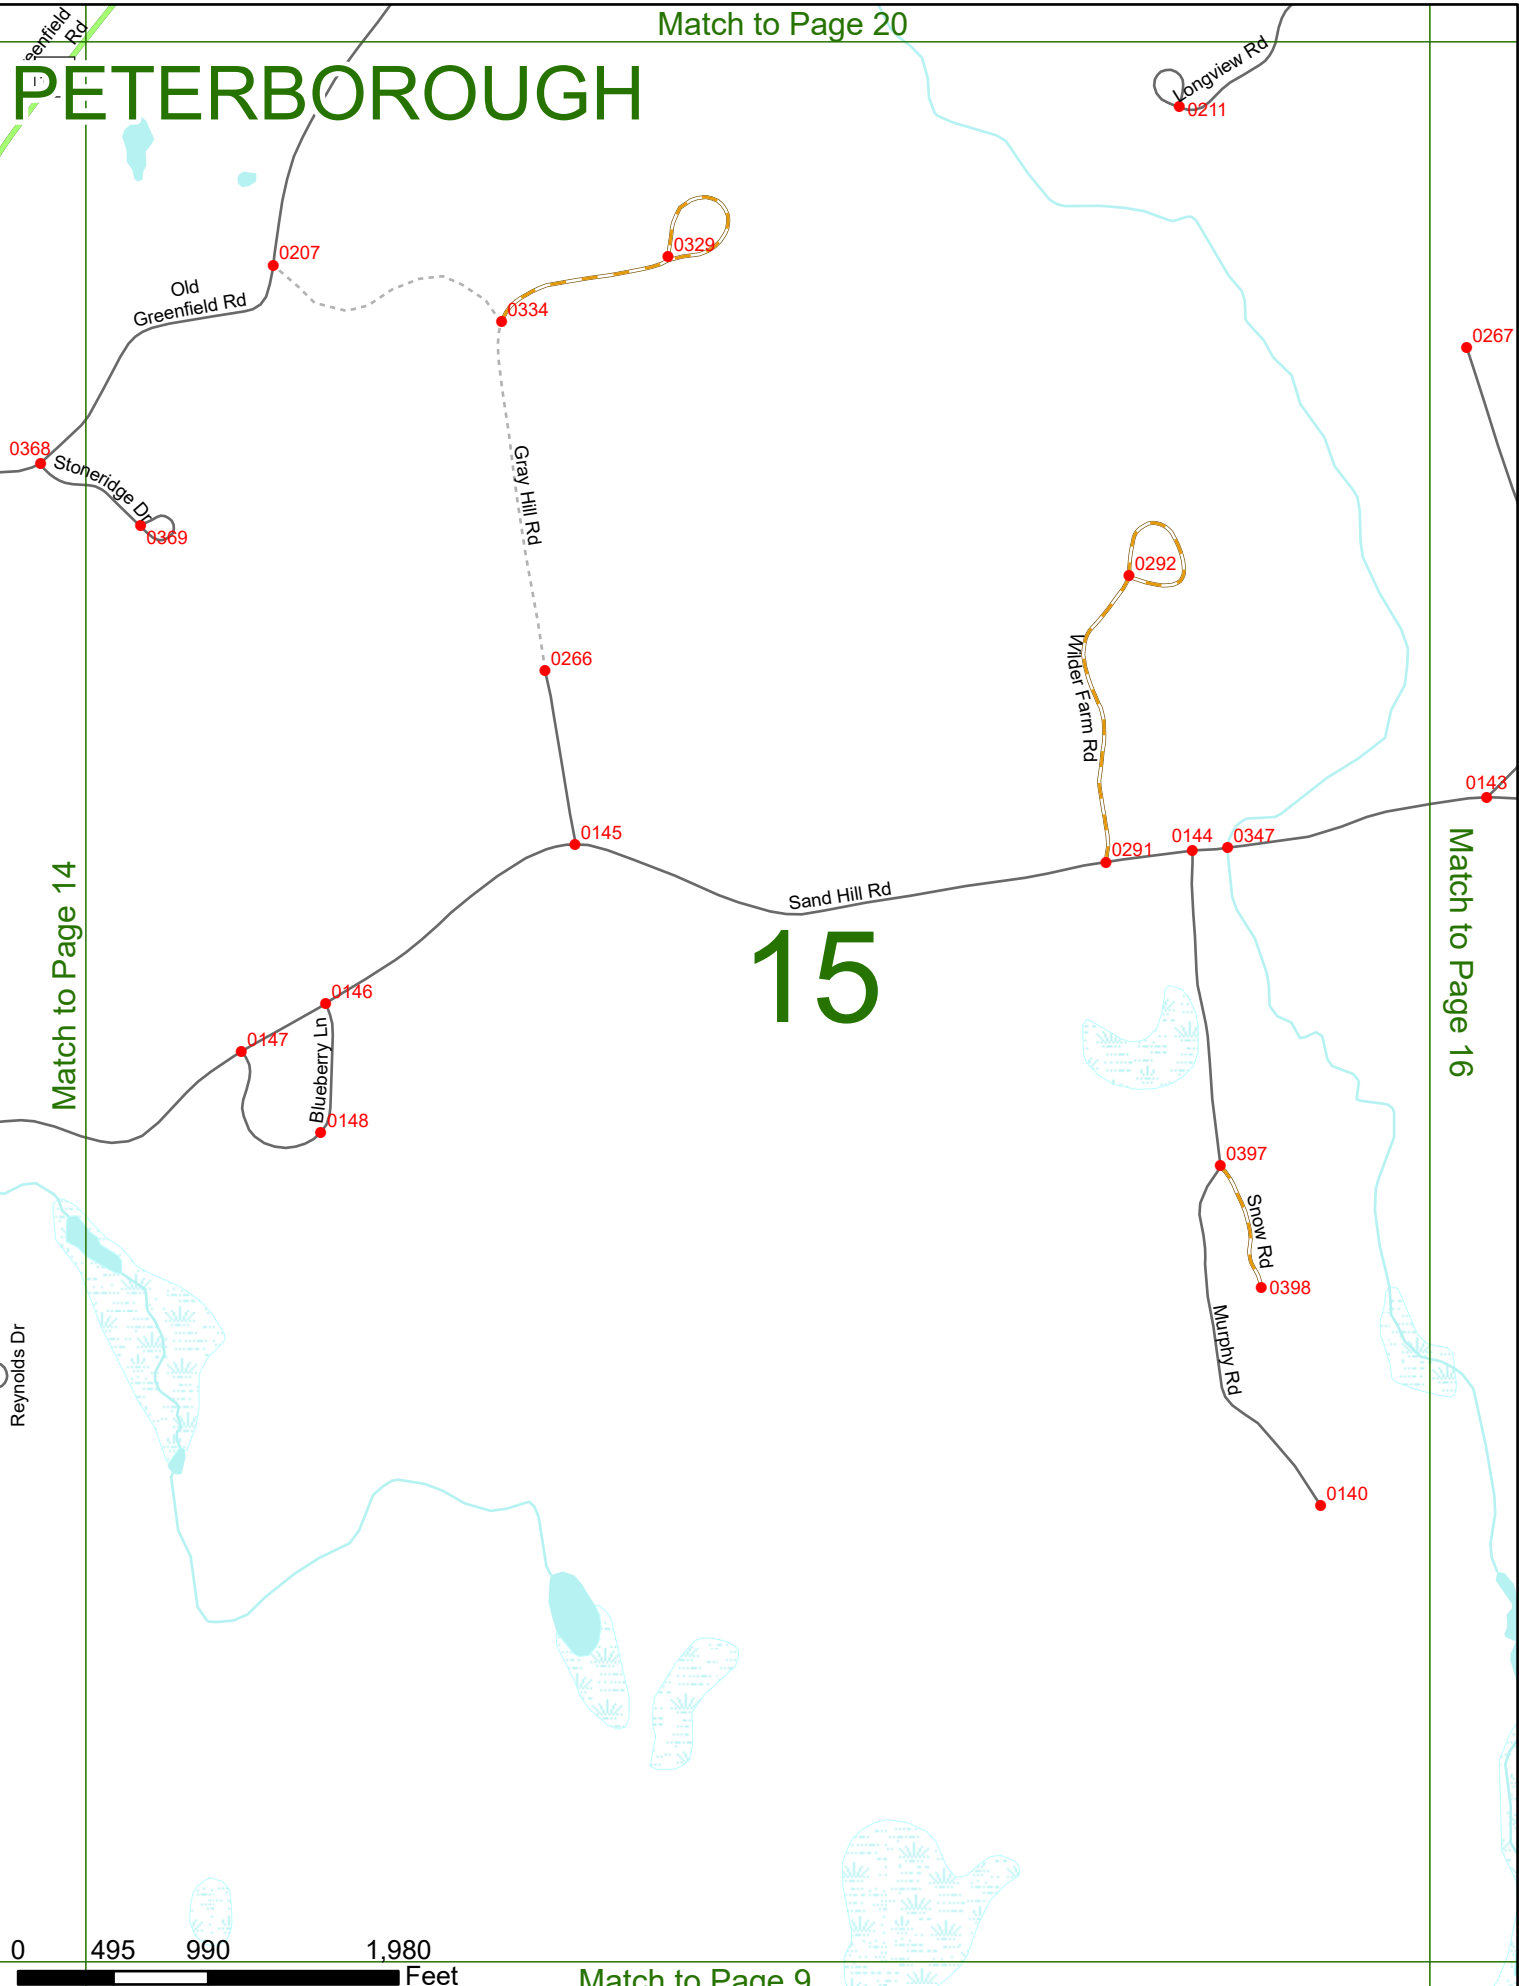 Match to Page 20
eenfield
Rd
PETERBOROUGH
Longview Rd
0211
0207
0329
Old
Greenfield Rd
0334
0267
0368
Stoneridge Dr
0369
Gray Hill Rd
0292
0266
Wilder Farm Rd
0143
0145
0144
0347
0291
Sand Hill Rd
15
Match to Page 14
Match to Page 16
0146
0147
Blueberry Ln
0148
0397
Snow Rd
0398
Reynolds Dr
Murphy Rd
0140
0 495 990 1,980
Feet
Match to Page 9